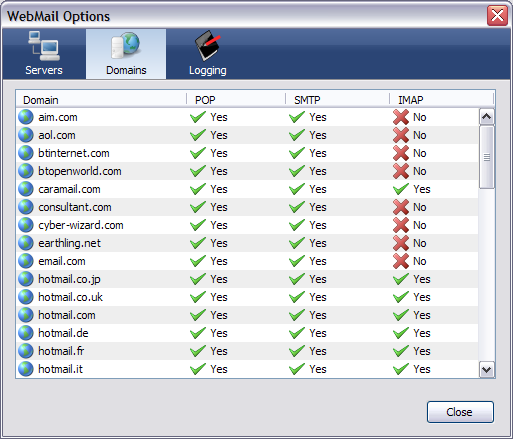 WebMail Options
Servers Domains Logging
Domain POP SMTP IMAP
aim.com Yes Yes No
aol.com Yes Yes No
btinternet.com Yes Yes No
btopenworld.com Yes Yes No
caramail.com Yes Yes Yes
consultant.com Yes Yes No
cyber-wizard.com Yes Yes No
earthling.net Yes Yes No
email.com Yes Yes No
hotmail.co.jp Yes Yes Yes
hotmail.co.uk Yes Yes Yes
hotmail.com Yes Yes Yes
hotmail.de Yes Yes Yes
hotmail.fr Yes Yes Yes
hotmail.it Yes Yes Yes
Close